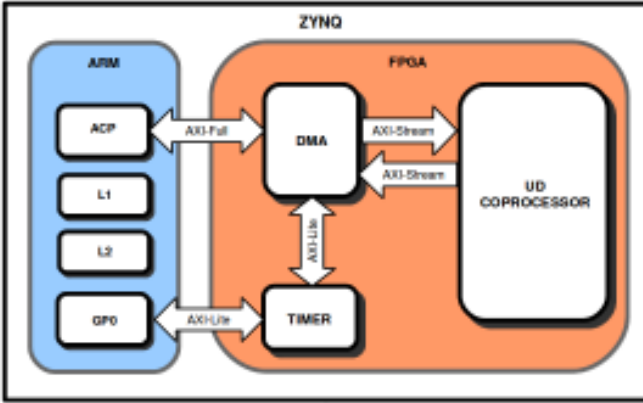 ZYNQ
ARM
FPGA
ACP
AXI-Full
DMA
AXI-Stream
AXI-Stream
L1
UD
COPROCESSOR
L2
AXI-Lite
GP0
AXI-Lite
TIMER